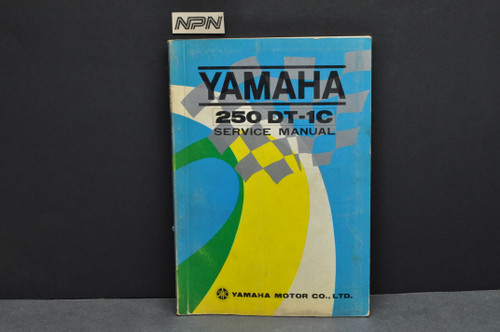 NPN
YAMAHA
250 DT-1C
SERVICE MANUAL
YAMAHA MOTOR CO., LTD.